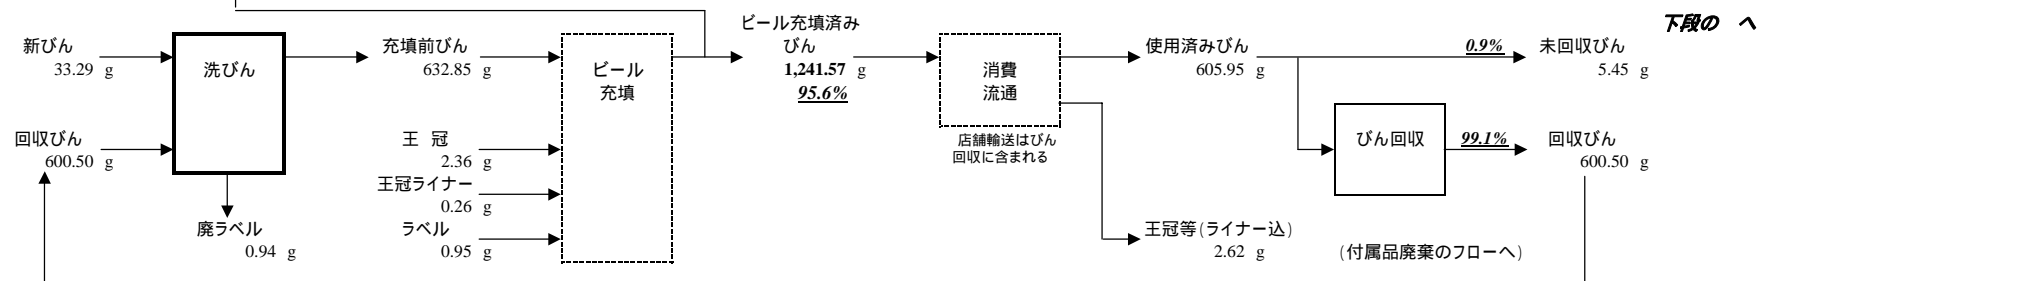 下段の へ
ビール充填済み
びん
1,241.57 g
95.6%
新びん
33.29 g
洗びん
充填前びん
632.85 g
ビール
充填
消費
流通
使用済みびん
605.95 g
0.9%
未回収びん
5.45 g
回収びん
600.50 g
王 冠
2.36 g
店舗輸送はびん
回収に含まれる
びん回収
99.1%
回収びん
600.50 g
王冠ライナー
0.26 g
廃ラベル
0.94 g
ラベル
0.95 g
王冠等(ライナー込)
2.62 g
(付属品廃棄のフローへ)